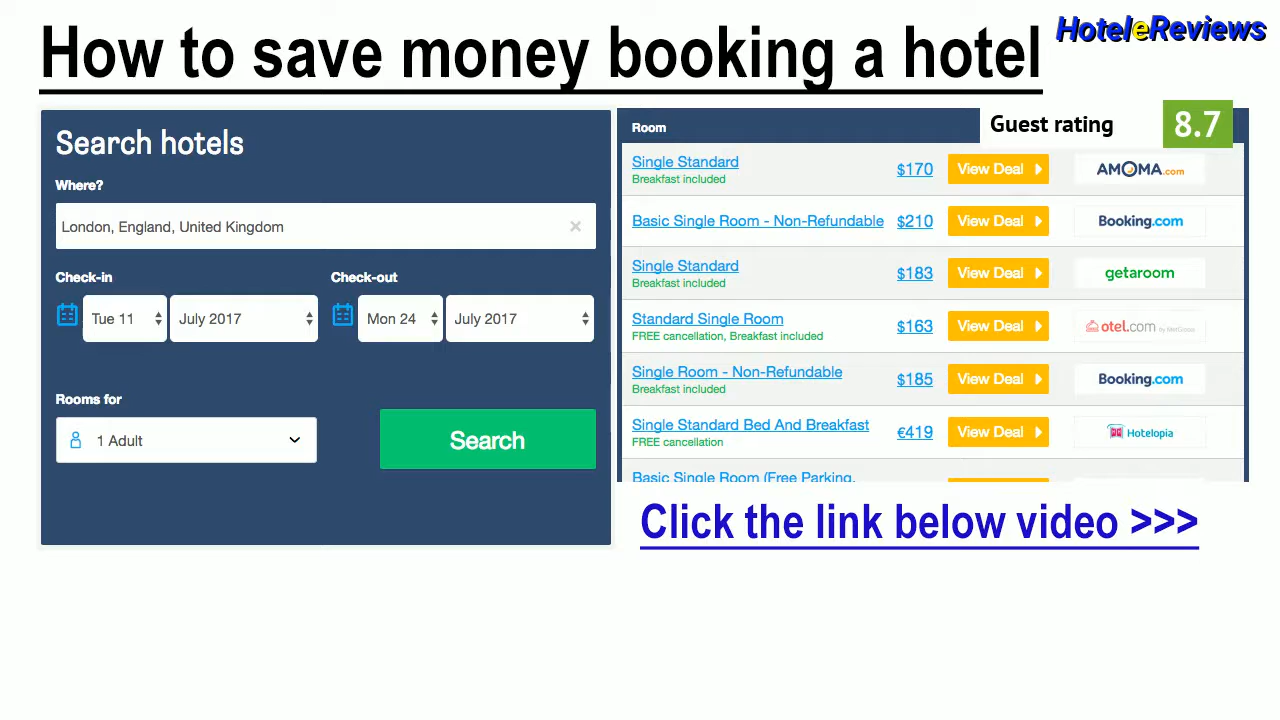 How to save money booking a hotel
HoteleReviews
Search hotels
Where?
London, England, United Kingdom
Check-in
Check-out
Tue 11
July 2017
Mon 24
July 2017
Rooms for
1 Adult
Search
Room
Guest rating
8.7
Single Standard
Breakfast included
$170
View Deal
AMOMA.com
Basic Single Room - Non-Refundable
$210
View Deal
Booking.com
Single Standard
Breakfast included
$183
View Deal
getaroom
Standard Single Room
FREE cancellation, Breakfast included
$163
View Deal
otel.com by MetGlobal
Single Room - Non-Refundable
Breakfast included
$185
View Deal
Booking.com
Single Standard Bed And Breakfast
FREE cancellation
€419
View Deal
Hotelopia
Basic Single Room (Free Parking,
Click the link below video >>>